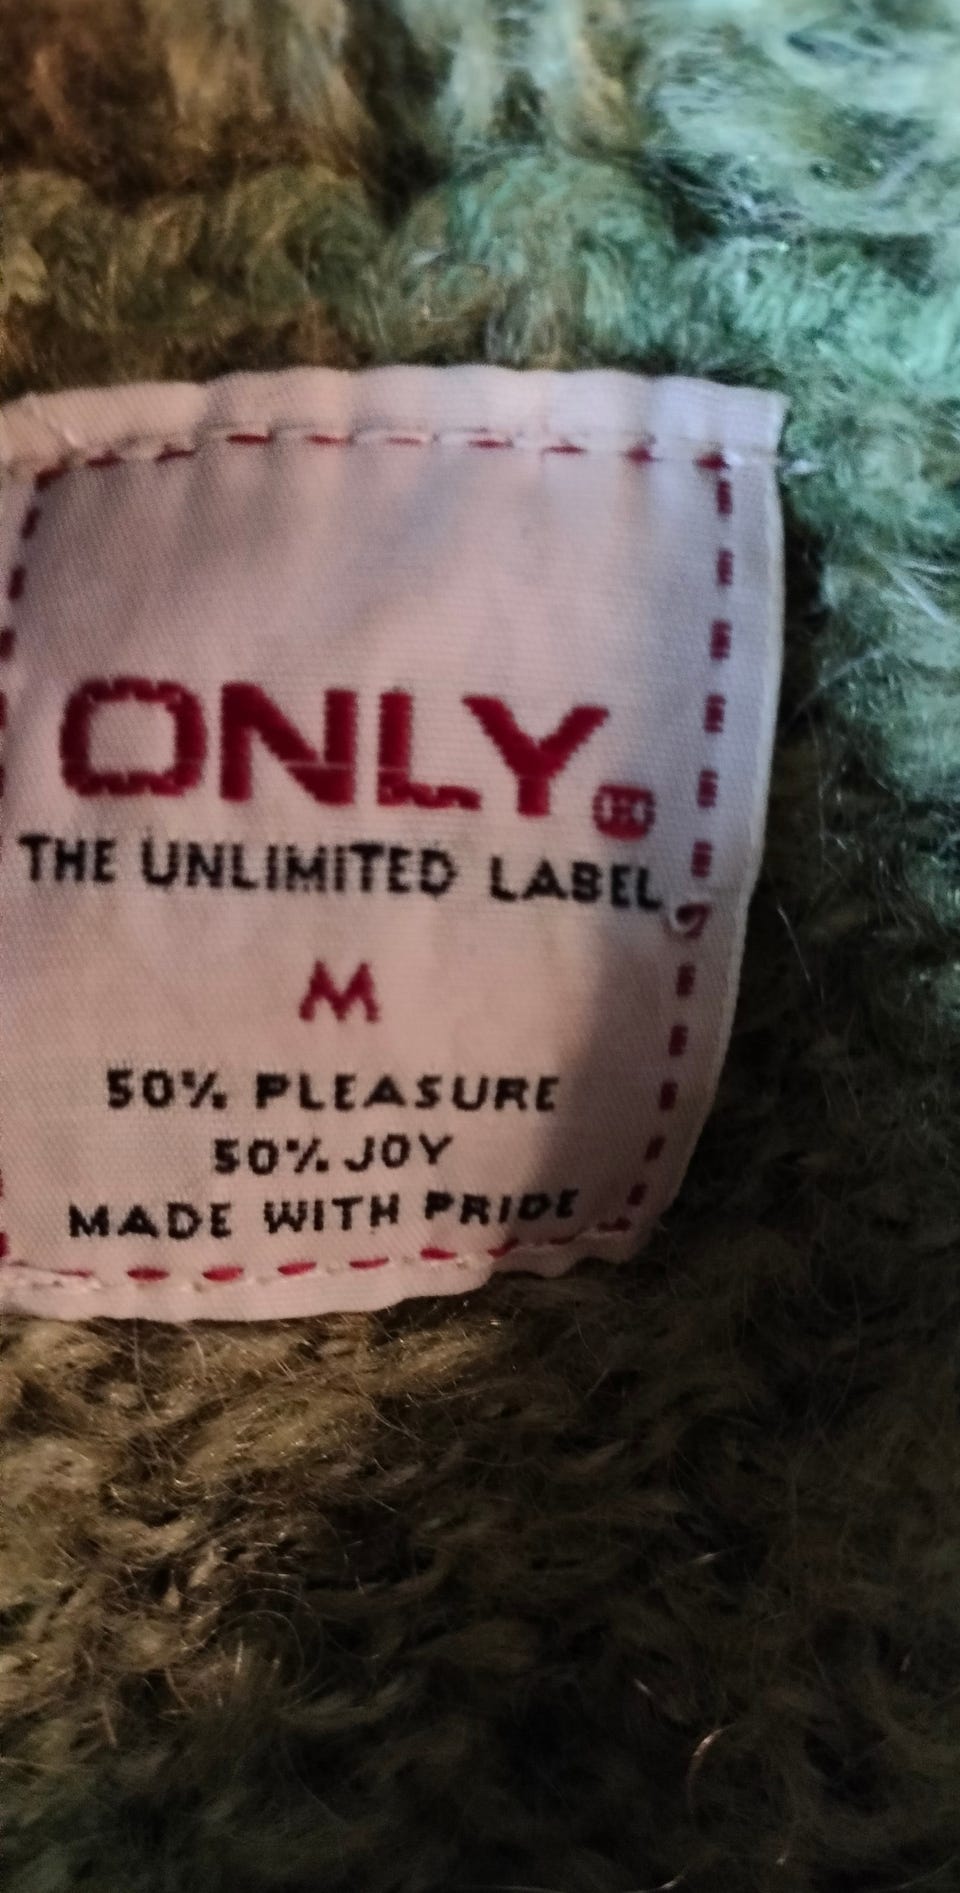 ONLY®
THE UNLIMITED LABEL
M
50% PLEASURE
50% JOY
MADE WITH PRIDE